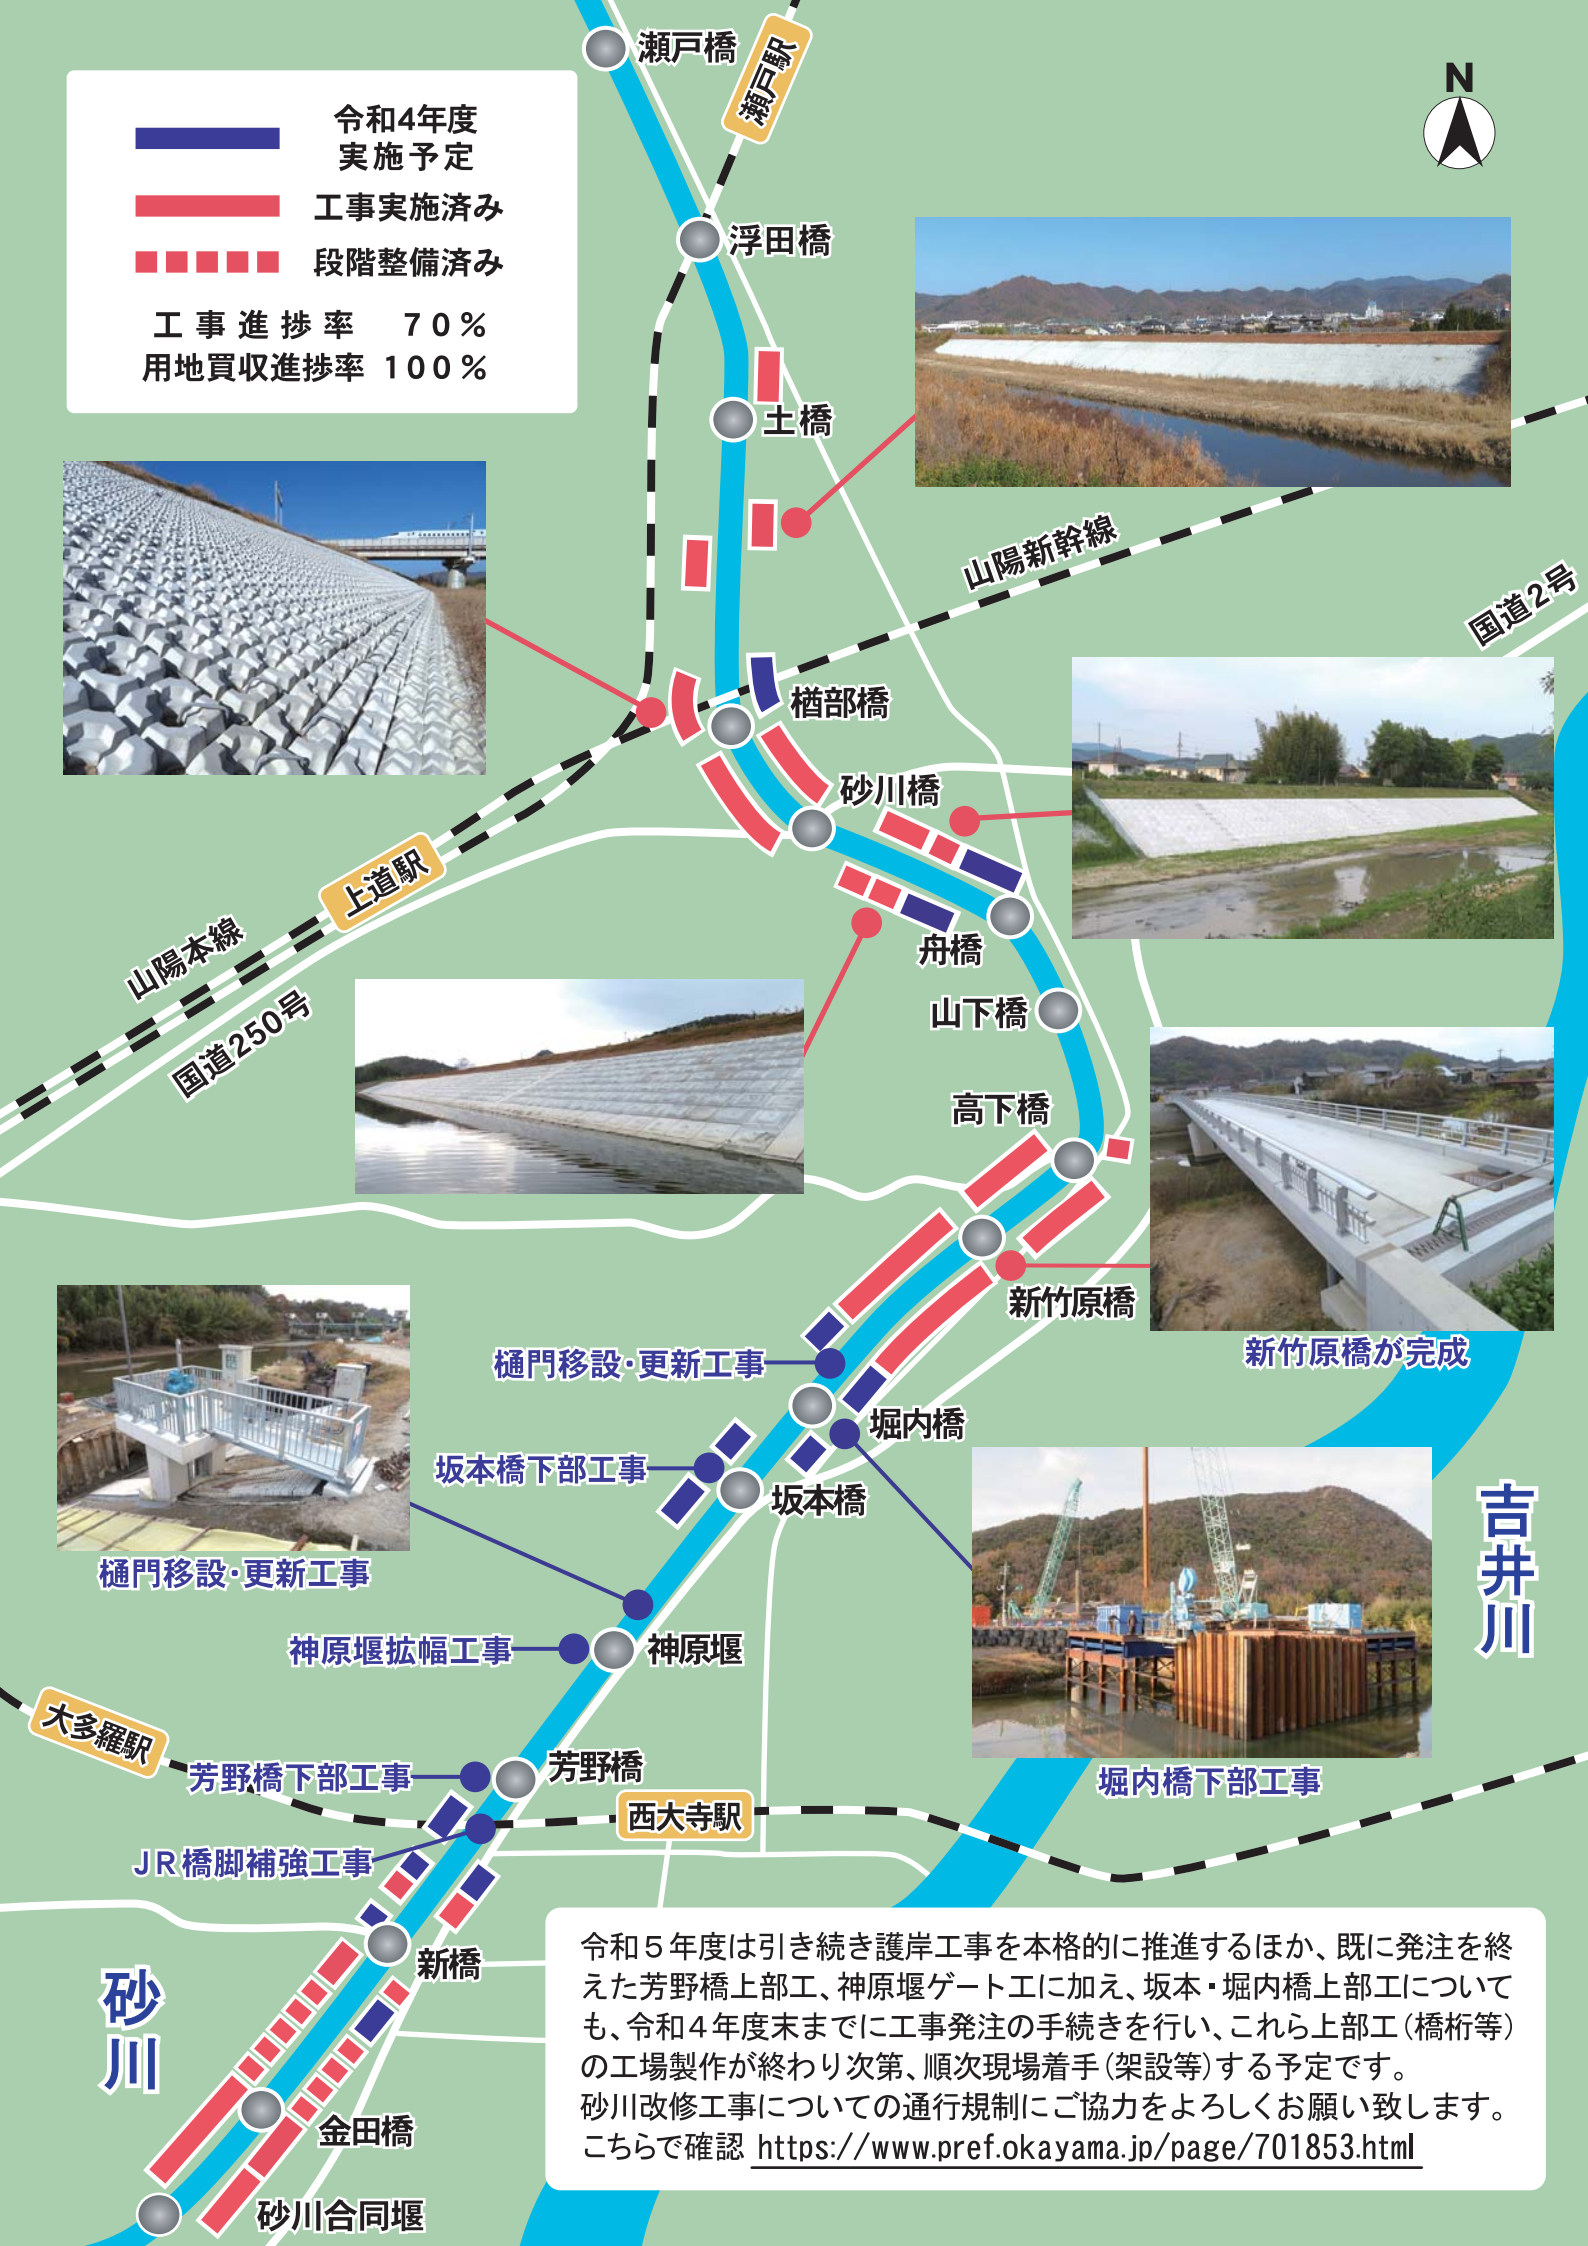 瀬戸橋
瀬戸駅
N
令和4年度
実施予定
工事実施済み
段階整備済み
工事進捗率 70%
用地買収進捗率 100%
浮田橋
土橋
山陽新幹線
国道2号
楢部橋
砂川橋
上道駅
山陽本線
国道250号
舟橋
山下橋
高下橋
新竹原橋
新竹原橋が完成
樋門移設・更新工事
堀内橋
坂本橋下部工事
坂本橋
樋門移設・更新工事
吉井川
神原堰拡幅工事
神原堰
大多羅駅
芳野橋下部工事
芳野橋
堀内橋下部工事
西大寺駅
JR橋脚補強工事
新橋
砂川
令和5年度は引き続き護岸工事を本格的に推進するほか、既に発注を終
えた芳野橋上部工、神原堰ゲート工に加え、坂本・堀内橋上部工について
も、令和4年度末までに工事発注の手続きを行い、これら上部工(橋桁等)
の工場製作が終わり次第、順次現場着手(架設等)する予定です。
砂川改修工事についての通行規制にご協力をよろしくお願い致します。
こちらで確認 https://www.pref.okayama.jp/page/701853.html
金田橋
砂川合同堰